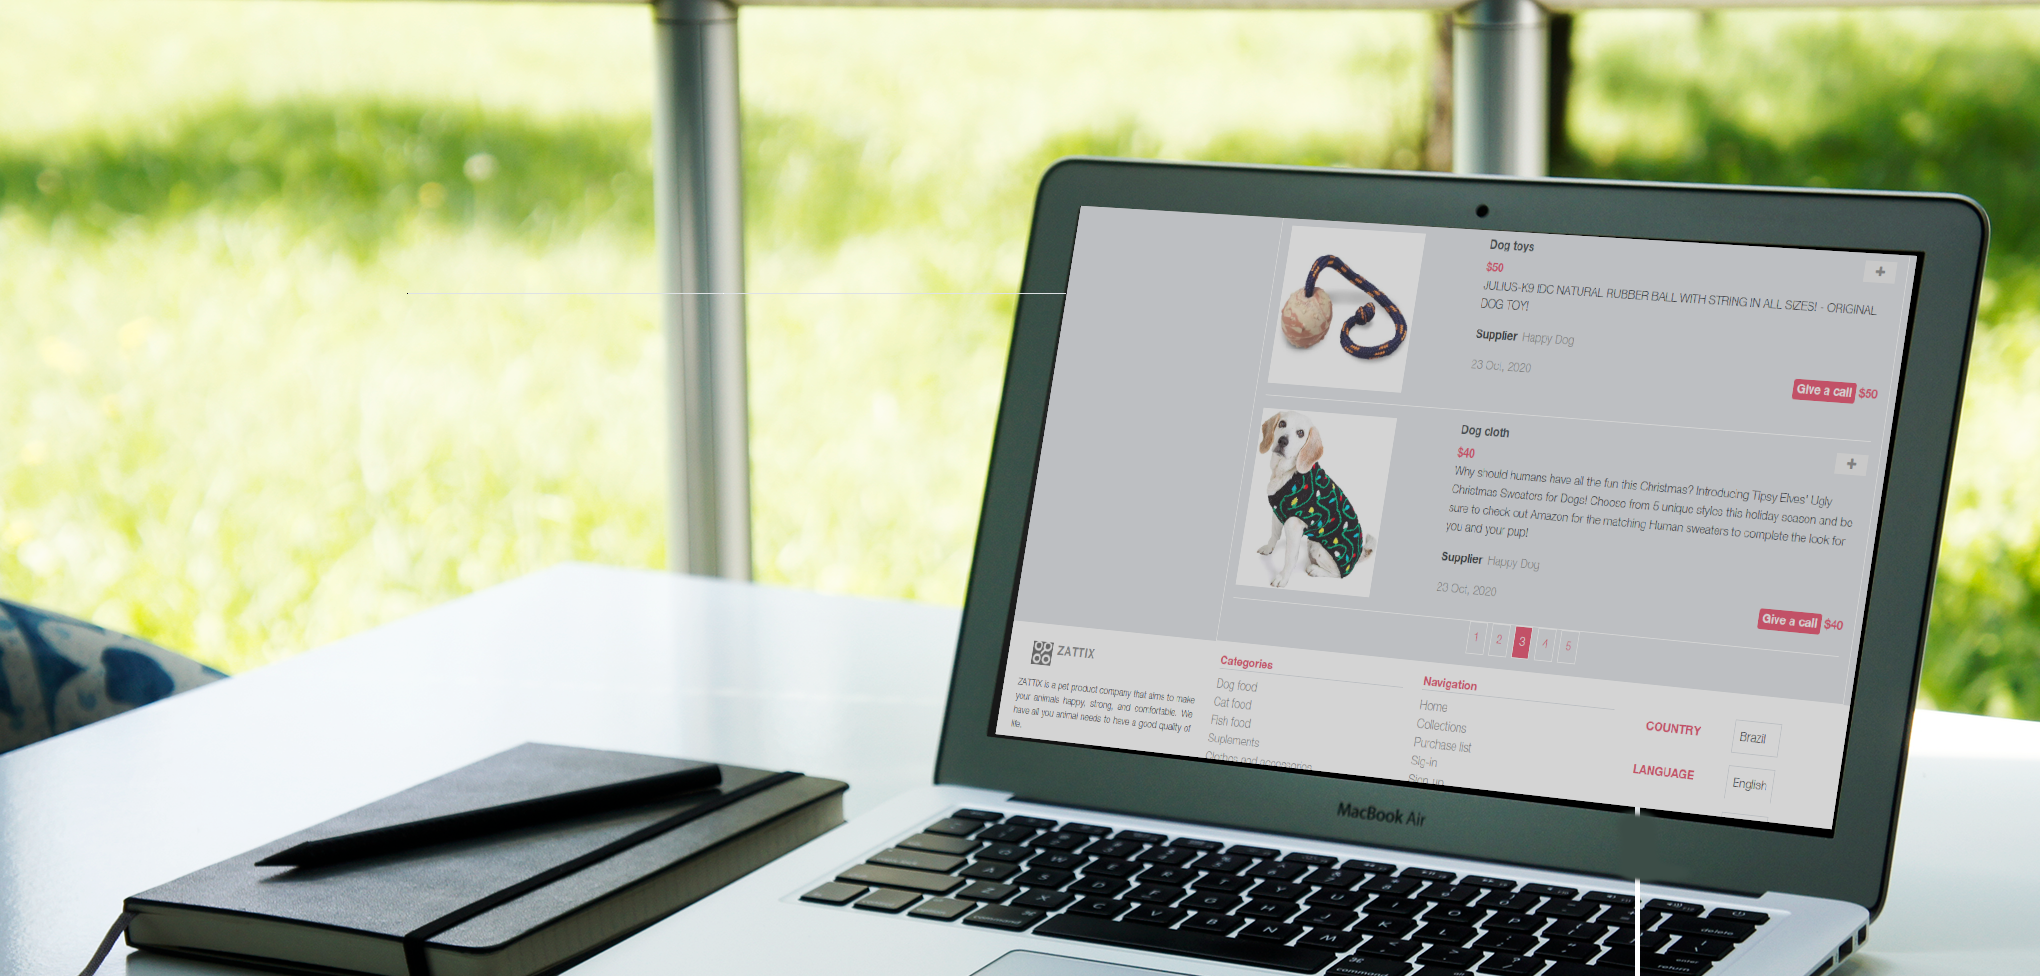 Dog toys
$50
JULIUS-K9 IDC NATURAL RUBBER BALL WITH STRING IN ALL SIZES! - ORIGINAL
DOG TOY!
Supplier Happy Dog
23 Oct, 2020
Give a call $50
Dog cloth
$40
Why should humans have all the fun this Christmas? Introducing Tipsy Elves' Ugly
Christmas Sweaters for Dogs! Choose from 5 unique styles this holiday season and be
sure to check out Amazon for the matching Human sweaters to complete the look for
you and your pup!
Supplier Happy Dog
23 Oct, 2020
Give a call $40
1 2 3 4 5
ZATTIX
ZATTIX is a pet product company that aims to make
your animals happy, strong, and comfortable. We
have all you animal needs to have a good quality of
life.
Categories
Dog food
Cat food
Fish food
Suplements
Clothes and accessories
Navigation
Home
Collections
Purchase list
Sig-in
Sign-up
COUNTRY Brazil
LANGUAGE English
MacBook Air
delete
enter
return
command